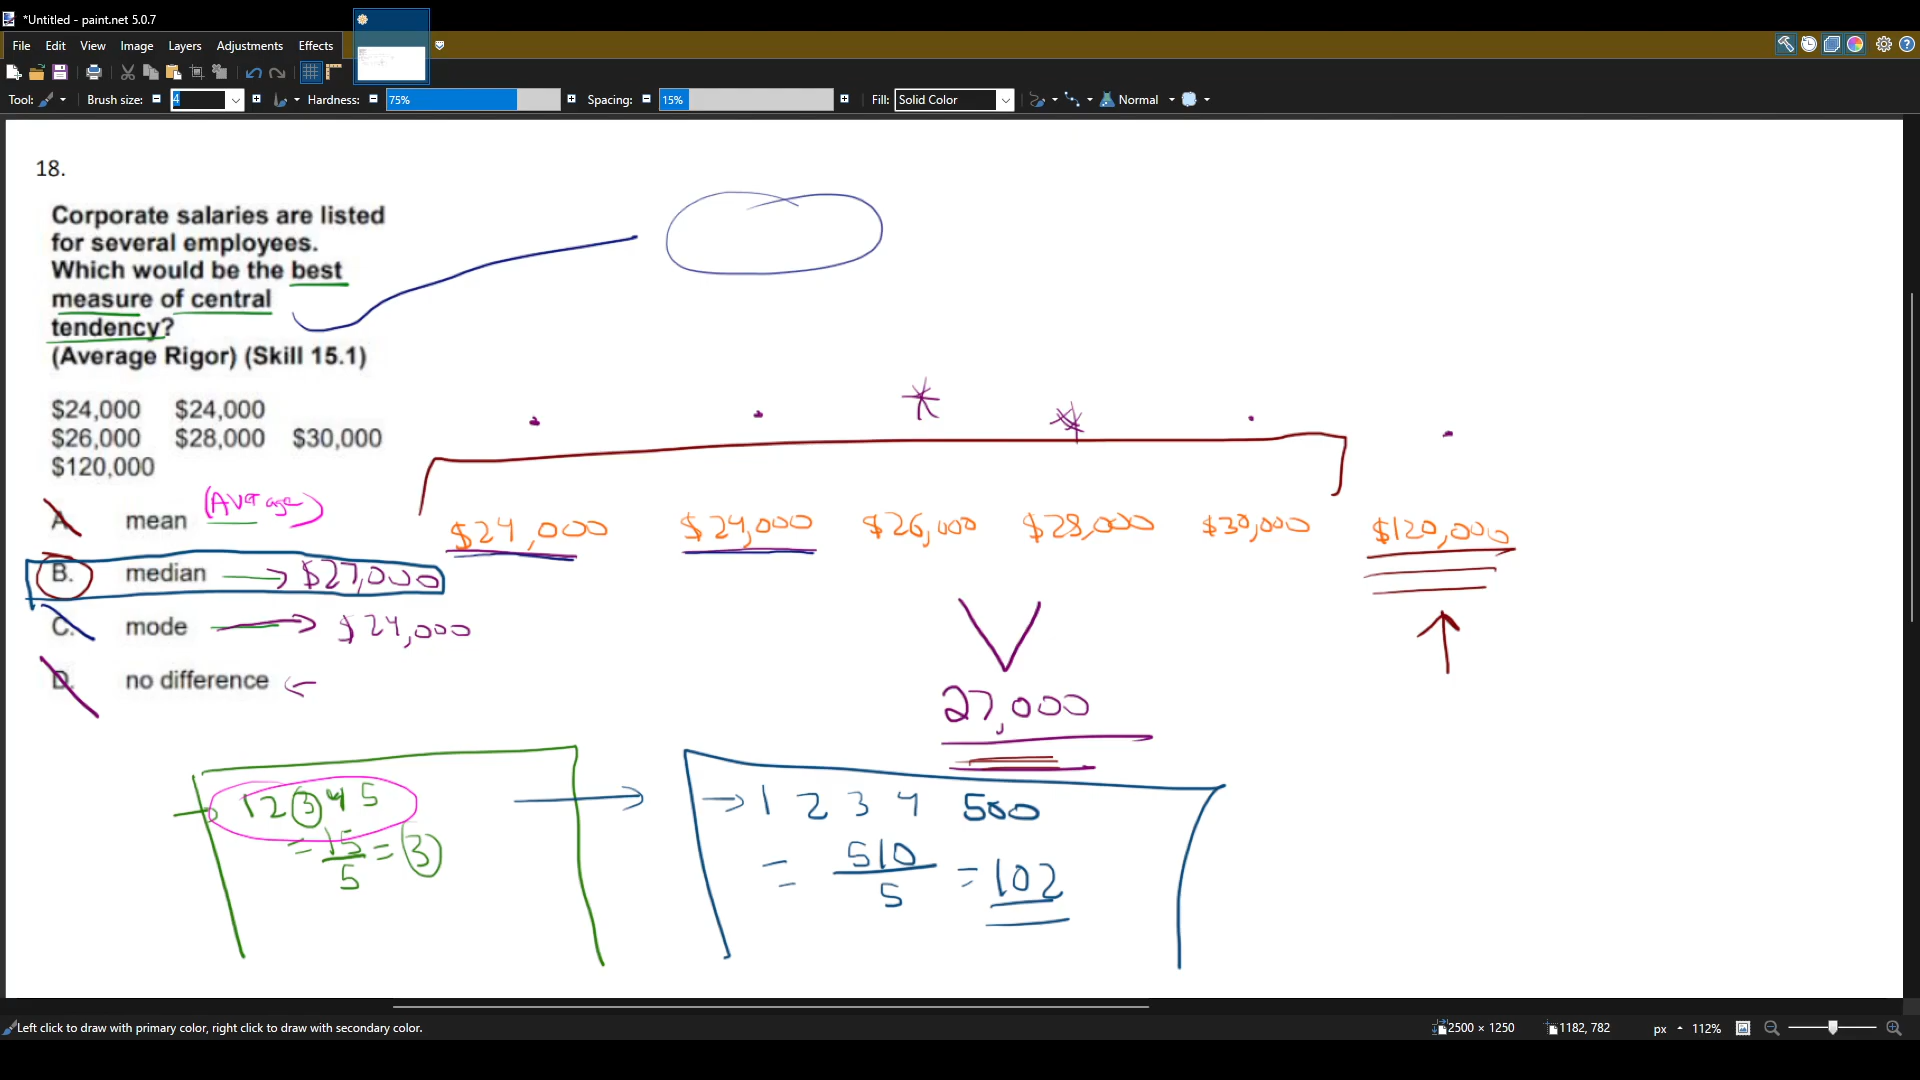 *Untitled - paint.net 5.0.7
File Edit View Image Layers Adjustments Effects
Tool: Brush size: 4 Hardness: 75% Spacing: 15% Fill: Solid Color Normal
18.
Corporate salaries are listed
for several employees.
Which would be the best
measure of central
tendency?
(Average Rigor) (Skill 15.1)
$24,000 $24,000
$26,000 $28,000 $30,000
$120,000
A. mean (Average)
B. median → $27,000
C. mode → $24,000
D. no difference ←
$24,000 $24,000 $26,000 $28,000 $30,000 $120,000
27,000
1 2 3 4 5
= 15/5 = 3
→ 1 2 3 4 500
= 510/5 = 102
Left click to draw with primary color, right click to draw with secondary color.
2500 × 1250 1182, 782 px 112%